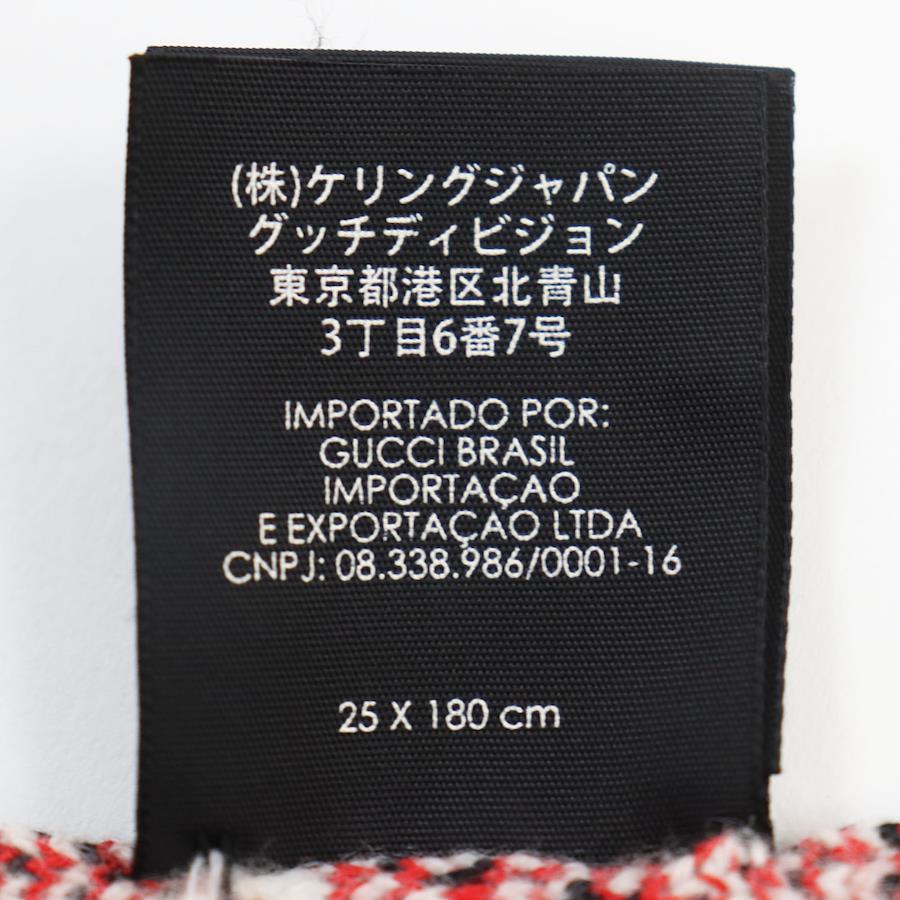 (株)ケリングジャパン
グッチディビジョン
東京都港区北青山
3丁目6番7号
IMPORTADO POR:
GUCCI BRASIL
IMPORTAÇAO
E EXPORTAÇAO LTDA
CNPJ: 08.338.986/0001-16
25 X 180 cm